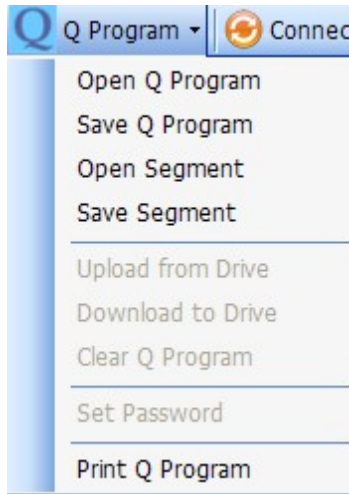 Q Q Program Connec
Open Q Program
Save Q Program
Open Segment
Save Segment
Upload from Drive
Download to Drive
Clear Q Program
Set Password
Print Q Program